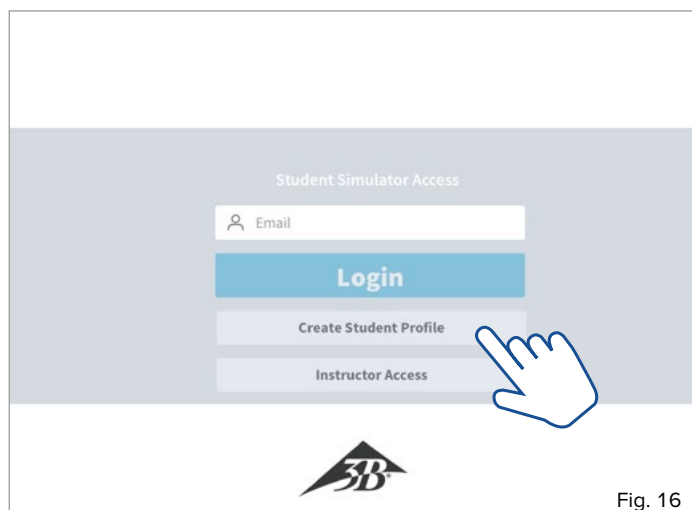 Student Simulator Access
Email
Login
Create Student Profile
Instructor Access
3B®
Fig. 16